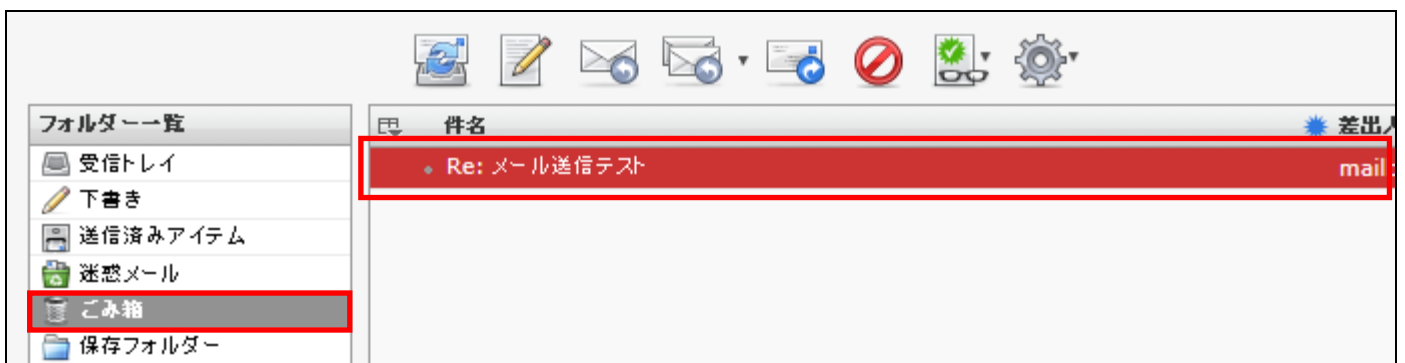 フォルダー一覧
件名
差出人
Re: メール送信テスト
mail
受信トレイ
下書き
送信済みアイテム
迷惑メール
ごみ箱
保存フォルダー